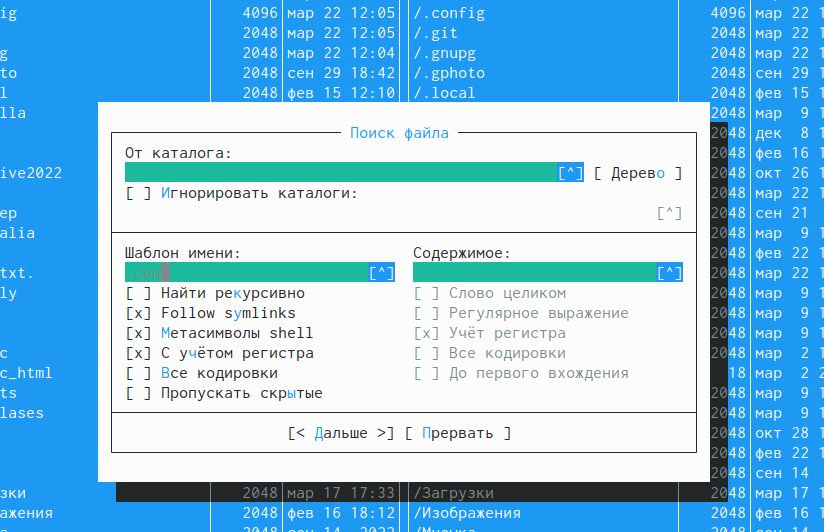 ig 4096 мар 22 12:05 /.config 4096 мар 22 1
2048 мар 22 12:05 /.git 2048 мар 22 1
g 2048 мар 22 12:04 /.gnupg 2048 мар 22 1
to 2048 сен 29 18:42 /.gphoto 2048 сен 29 1
l 2048 фев 15 12:10 /.local 2048 фев 15 1
lla 2048 мар 9 1
Поиск файла 2048 дек 8 1
От каталога: 2048 фев 16 1
ive2022 [^] [ Дерево ] 2048 окт 26 1
[ ] Игнорировать каталоги: 2048 мар 22 1
ep [^] 2048 сен 21
alia 2048 мар 9 1
Шаблон имени: Содержимое: 2048 фев 22 1
txt. .cpp [^] [^] 2048 мар 22 1
ly [ ] Найти рекурсивно [ ] Слово целиком 2048 мар 9 1
[x] Follow symlinks [ ] Регулярное выражение 2048 мар 9 1
[x] Метасимволы shell [x] Учёт регистра 2048 мар 9 1
c [x] С учётом регистра [ ] Все кодировки 2048 мар 2 1
c_html [ ] Все кодировки [ ] До первого вхождения 18 мар 2 2
ts [ ] Пропускать скрытые 2048 мар 9 1
lases 2048 мар 9 1
[< Дальше >] [ Прервать ] 2048 окт 28 1
2048 фев 22 1
2048 сен 14
зки 2048 мар 17 17:33 /Загрузки 2048 мар 17 1
ажения 2048 фев 16 18:12 /Изображения 2048 фев 16 1